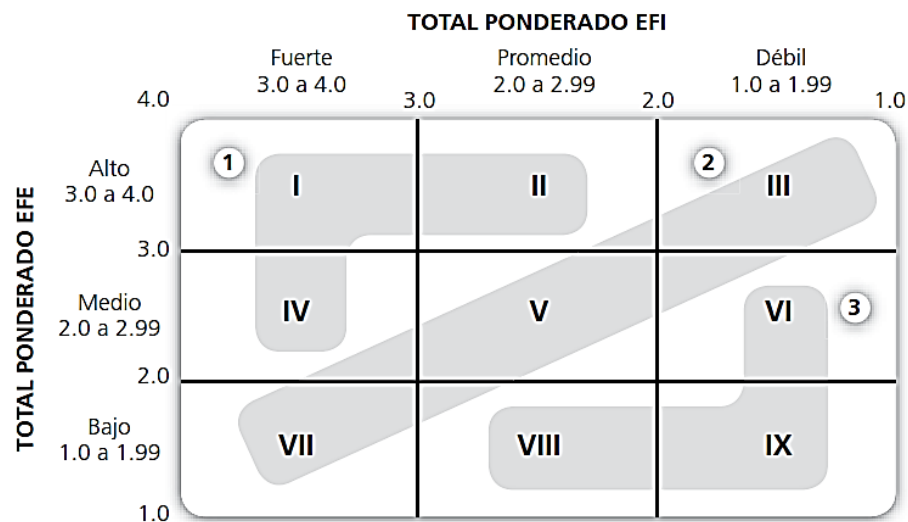 TOTAL PONDERADO EFI
Fuerte
3.0 a 4.0
Promedio
2.0 a 2.99
Débil
1.0 a 1.99
4.0
3.0
2.0
1.0
TOTAL PONDERADO EFE
Alto
3.0 a 4.0
1
I
II
2
III
3.0
Medio
2.0 a 2.99
IV
V
VI
3
2.0
Bajo
1.0 a 1.99
VII
VIII
IX
1.0